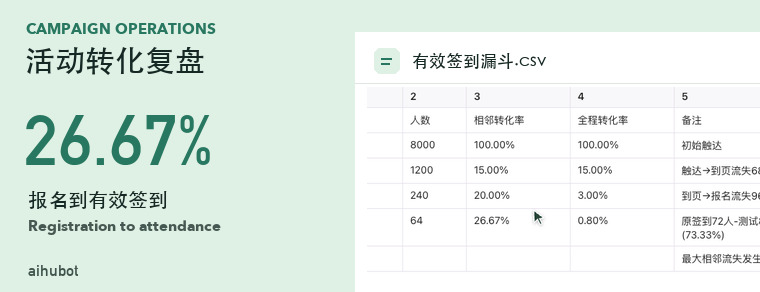 CAMPAIGN OPERATIONS
活动转化复盘
26.67%
报名到有效签到
Registration to attendance
aihubot
有效签到漏斗.CSV
2 3 4 5
人数 相邻转化率 全程转化率 备注
8000 100.00% 100.00% 初始触达
1200 15.00% 15.00% 触达→到页流失68
240 20.00% 3.00% 到页→报名流失96
64 26.67% 0.80% 原签到72人-测试
(73.33%)
最大相邻流失发生